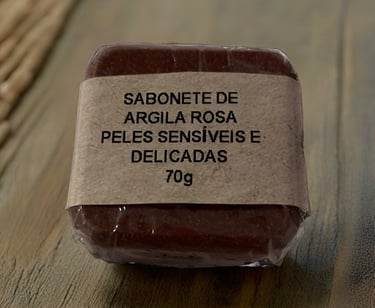 SABONETE DE
ARGILA ROSA
PELES SENSÍVEIS E
DELICADAS
70g